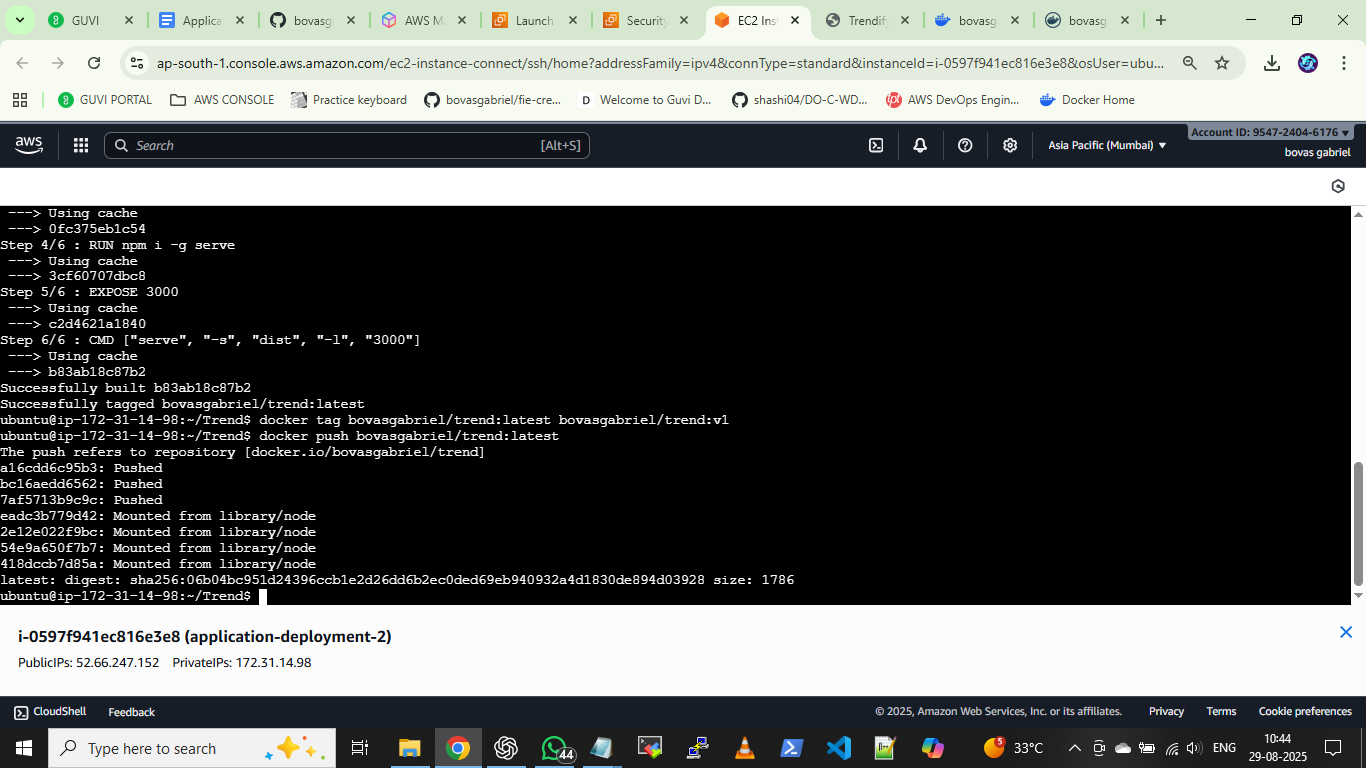 GUVI
Applica
bovasg
AWS M
Launch
Security
EC2 Ins
Trendif
bovasg
bovasg
ap-south-1.console.aws.amazon.com/ec2-instance-connect/ssh/home?addressFamily=ipv4&connType=standard&instanceId=i-0597f941ec816e3e8&osUser=ubu...
GUVI PORTAL
AWS CONSOLE
Practice keyboard
bovasgabriel/fie-cre...
Welcome to Guvi D...
shashi04/DO-C-WD...
AWS DevOps Engin...
Docker Home
aws
Search
[Alt+S]
Asia Pacific (Mumbai)
Account ID: 9547-2404-6176
bovas gabriel
---> Using cache
---> 0fc375eb1c54
Step 4/6 : RUN npm i -g serve
---> Using cache
---> 3cf60707dbc8
Step 5/6 : EXPOSE 3000
---> Using cache
---> c2d4621a1840
Step 6/6 : CMD ["serve", "-s", "dist", "-l", "3000"]
---> Using cache
---> b83ab18c87b2
Successfully built b83ab18c87b2
Successfully tagged bovasgabriel/trend:latest
ubuntu@ip-172-31-14-98:~/Trend$ docker tag bovasgabriel/trend:latest bovasgabriel/trend:v1
ubuntu@ip-172-31-14-98:~/Trend$ docker push bovasgabriel/trend:latest
The push refers to repository [docker.io/bovasgabriel/trend]
a16cdd6c95b3: Pushed
bc16aedd6562: Pushed
7af5713b9c9c: Pushed
eadc3b779d42: Mounted from library/node
2e12e022f9bc: Mounted from library/node
54e9a650f7b7: Mounted from library/node
418dccb7d85a: Mounted from library/node
latest: digest: sha256:06b04bc951d24396ccb1e2d26dd6b2ec0ded69eb940932a4d1830de894d03928 size: 1786
ubuntu@ip-172-31-14-98:~/Trend$
i-0597f941ec816e3e8 (application-deployment-2)
PublicIPs: 52.66.247.152 PrivateIPs: 172.31.14.98
CloudShell
Feedback
© 2025, Amazon Web Services, Inc. or its affiliates.
Privacy
Terms
Cookie preferences
Type here to search
44
5
33°C
ENG
10:44
29-08-2025